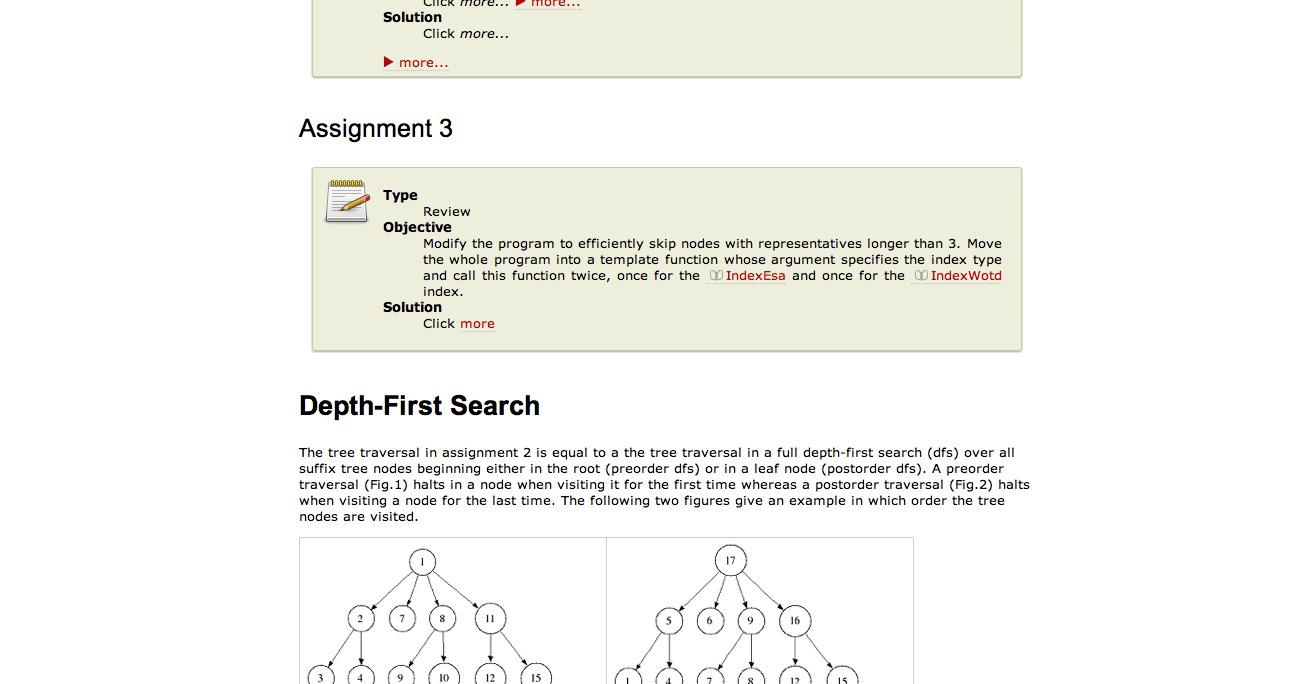 Click more... ▶ more...
Solution
Click more...
▶ more...
Assignment 3
Type
Review
Objective
Modify the program to efficiently skip nodes with representatives longer than 3. Move
the whole program into a template function whose argument specifies the index type
and call this function twice, once for the IndexEsa and once for the IndexWotd
index.
Solution
Click more
Depth-First Search
The tree traversal in assignment 2 is equal to a the tree traversal in a full depth-first search (dfs) over all
suffix tree nodes beginning either in the root (preorder dfs) or in a leaf node (postorder dfs). A preorder
traversal (Fig.1) halts in a node when visiting it for the first time whereas a postorder traversal (Fig.2) halts
when visiting a node for the last time. The following two figures give an example in which order the tree
nodes are visited.
1
2 7 8 11
3 4 9 10 12 15
17
5 6 9 16
1 4 7 8 12 15